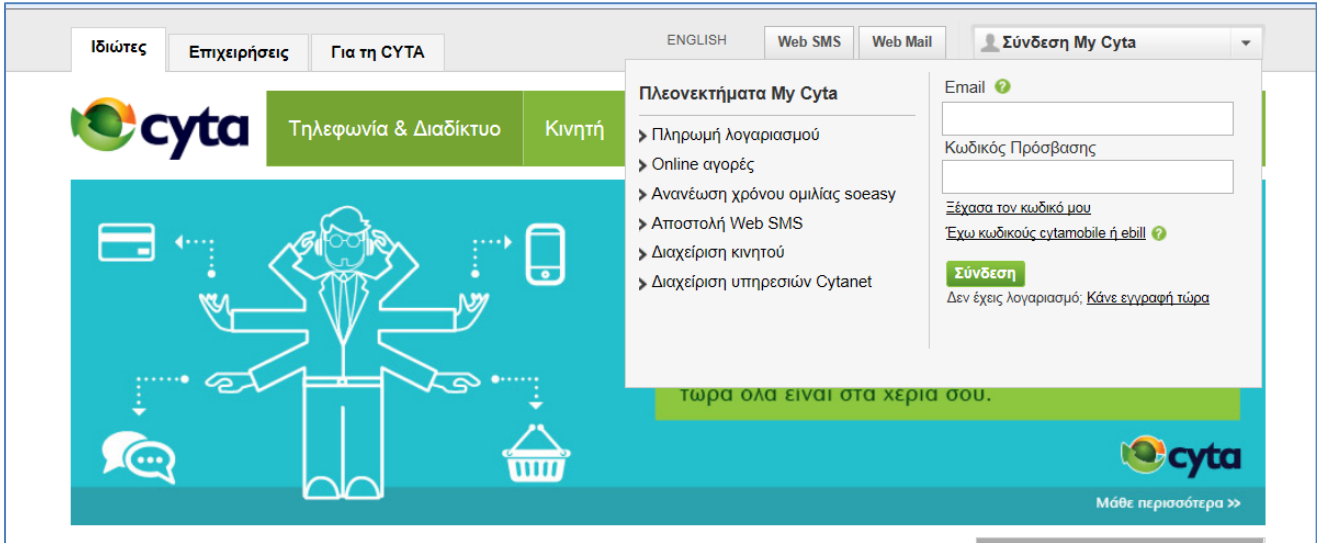 Ιδιώτες
Επιχειρήσεις
Για τη CYTA
ENGLISH
Web SMS
Web Mail
Σύνδεση My Cyta
cyta
Τηλεφωνία & Διαδίκτυο
Κινητή
Πλεονεκτήματα My Cyta
Πληρωμή λογαριασμού
Online αγορές
Ανανέωση χρόνου ομιλίας soeasy
Αποστολή Web SMS
Διαχείριση κινητού
Διαχείριση υπηρεσιών Cytanet
Email
Κωδικός Πρόσβασης
Ξέχασα τον κωδικό μου
Έχω κωδικούς cytamobile ή ebill
Σύνδεση
Δεν έχεις λογαριασμό; Κάνε εγγραφή τώρα
τώρα όλα είναι στα χέρια σου.
cyta
Μάθε περισσότερα >>